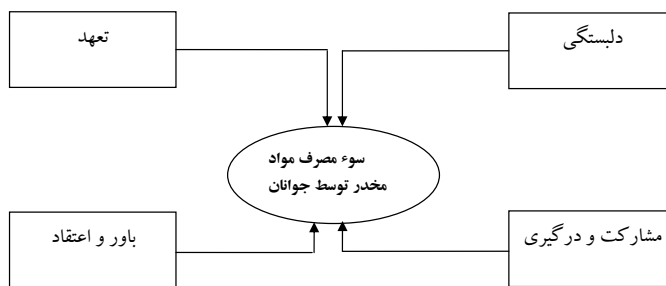 دلبستگی
تعهد
سوء مصرف مواد
مخدر توسط جوانان
مشارکت و درگیری
باور و اعتقاد